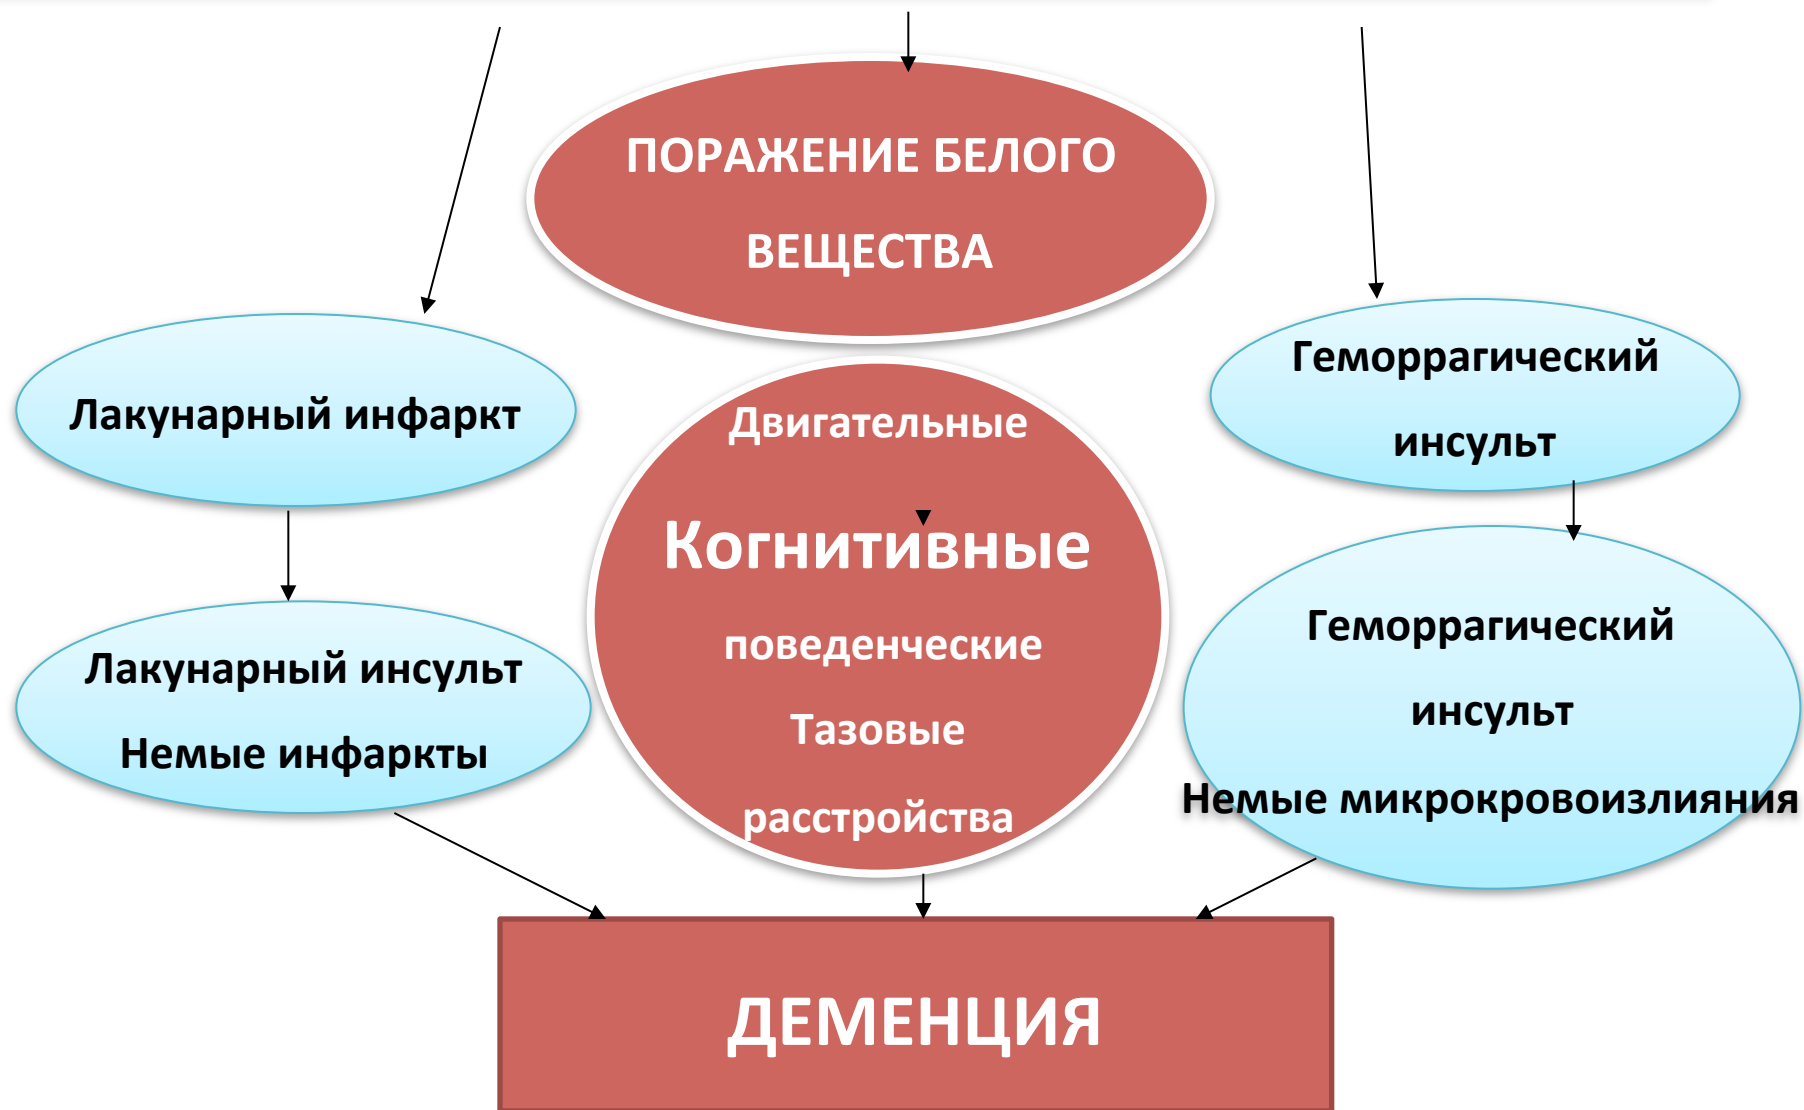 ПОРАЖЕНИЕ БЕЛОГО
ВЕЩЕСТВА
Лакунарный инфаркт
Геморрагический
инсульт
Двигательные
Когнитивные
поведенческие
Тазовые
расстройства
Лакунарный инсульт
Немые инфаркты
Геморрагический
инсульт
Немые микрокровоизлияния
ДЕМЕНЦИЯ